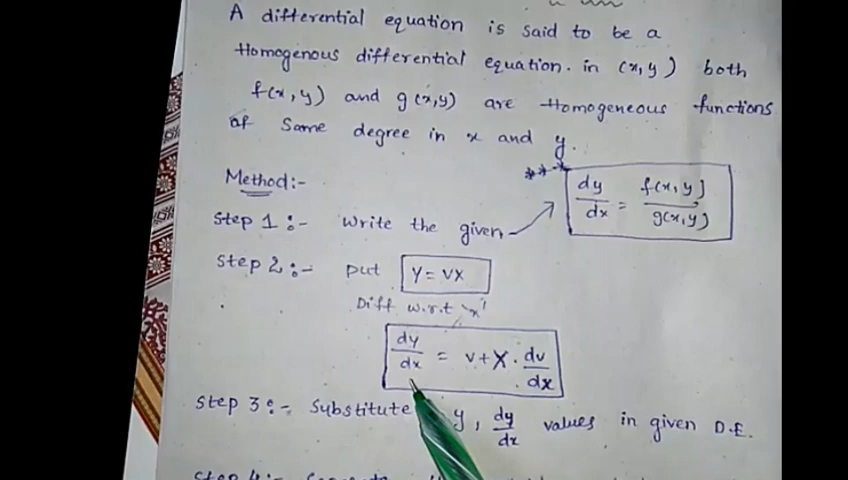 A differential equation is said to be a
Homogenous differential equation. in (x,y) both
f(x,y) and g(x,y) are Homogeneous functions
of Same degree in x and y.
Method:-
Step 1:- Write the given → *** dy/dx = f(x,y)/g(x,y)
Step 2:- put Y = VX
Diff w.r.t 'x'
dy/dx = v+x.dv/dx
Step 3:- Substitute y, dy/dx values in given D.E.
Step 4:-